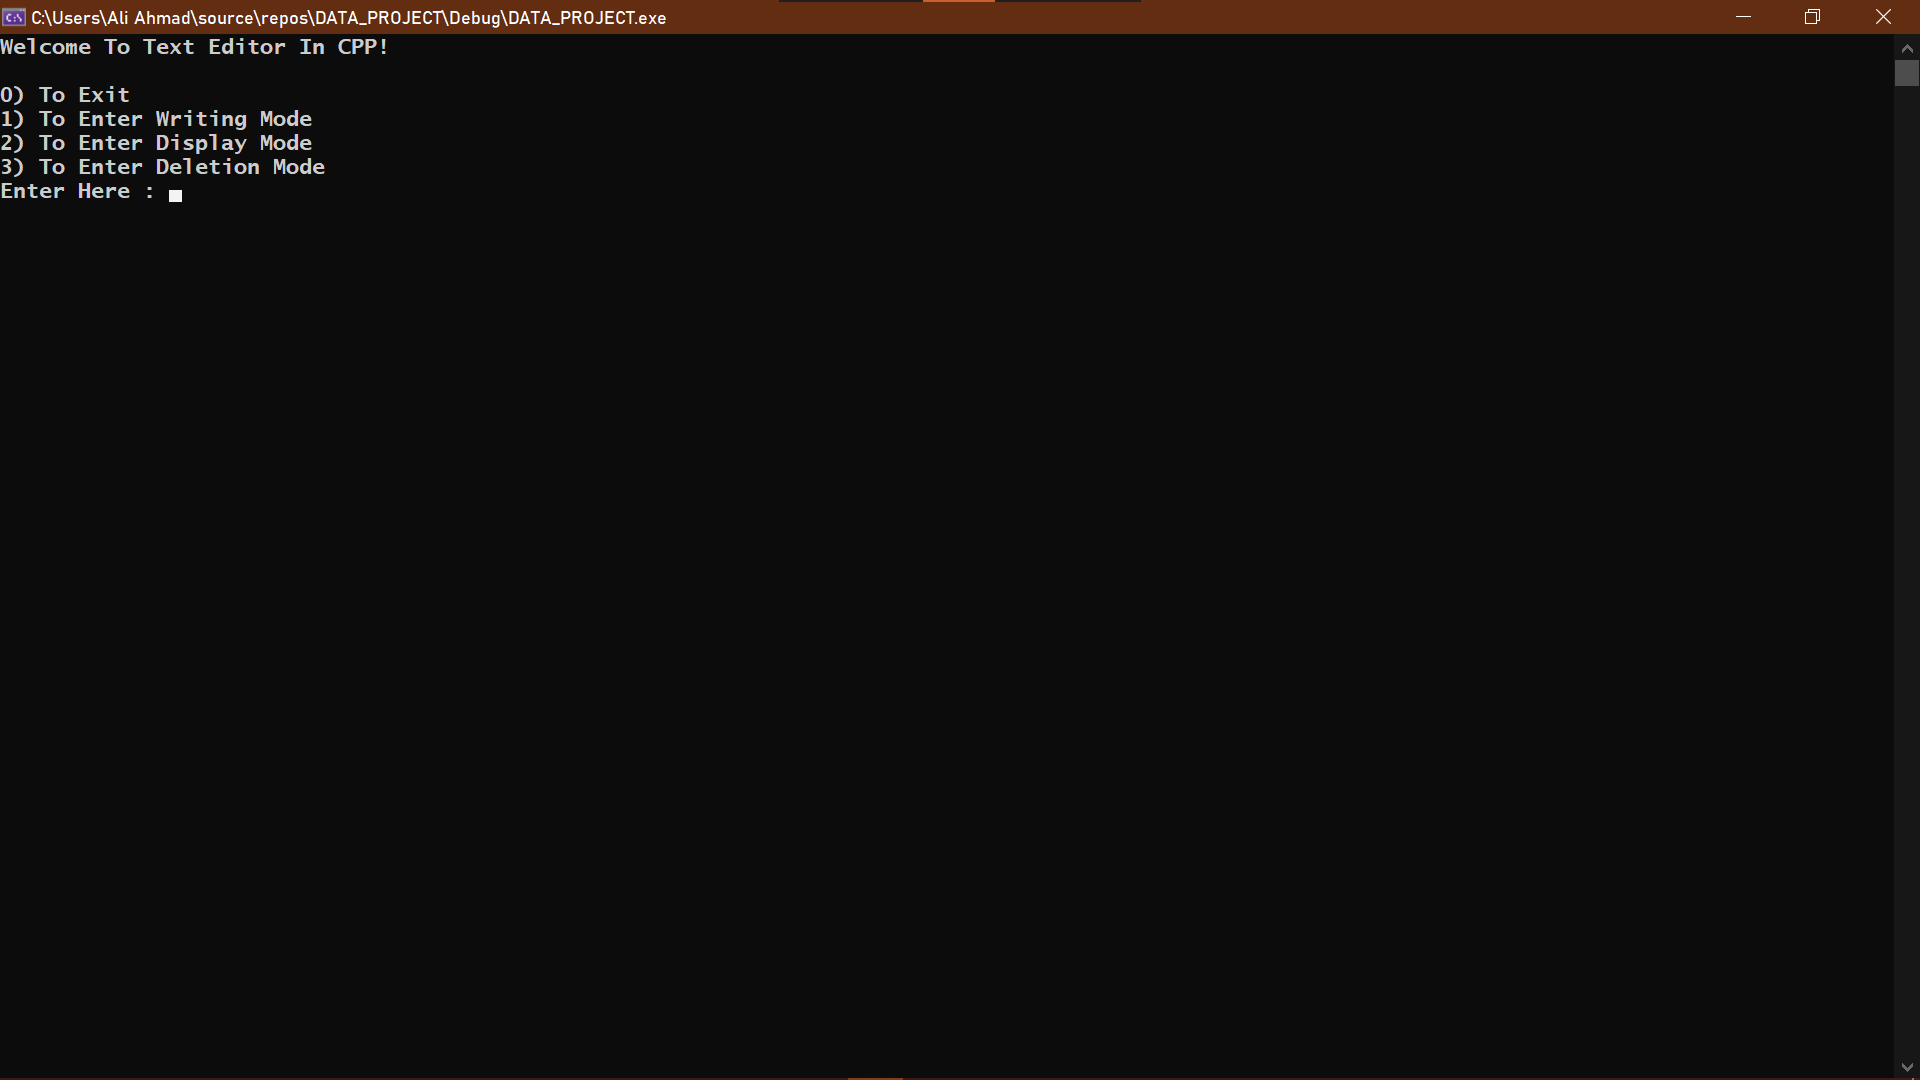 C:\Users\Ali Ahmad\source\repos\DATA_PROJECT\Debug\DATA_PROJECT.exe
Welcome To Text Editor In CPP!
0) To Exit
1) To Enter Writing Mode
2) To Enter Display Mode
3) To Enter Deletion Mode
Enter Here :